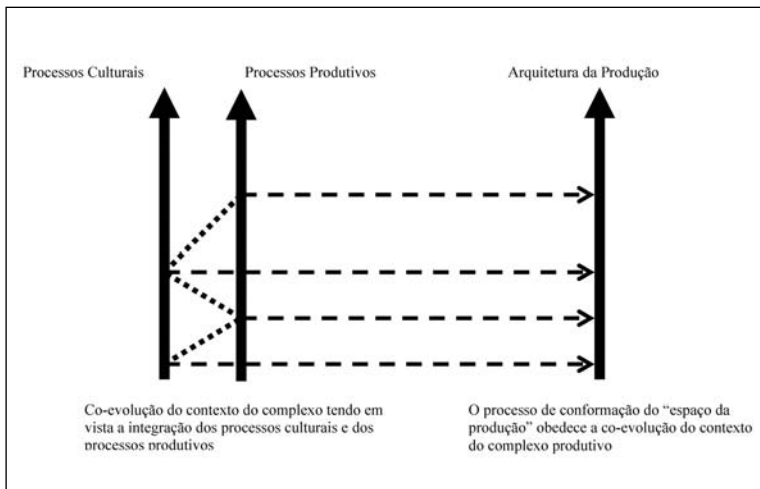 Processos Culturais
Processos Produtivos
Arquitetura da Produção
Co-evolução do contexto do complexo tendo em
vista a integração dos processos culturais e dos
processos produtivos
O processo de conformação do “espaço da
produção” obedece a co-evolução do contexto
do complexo produtivo